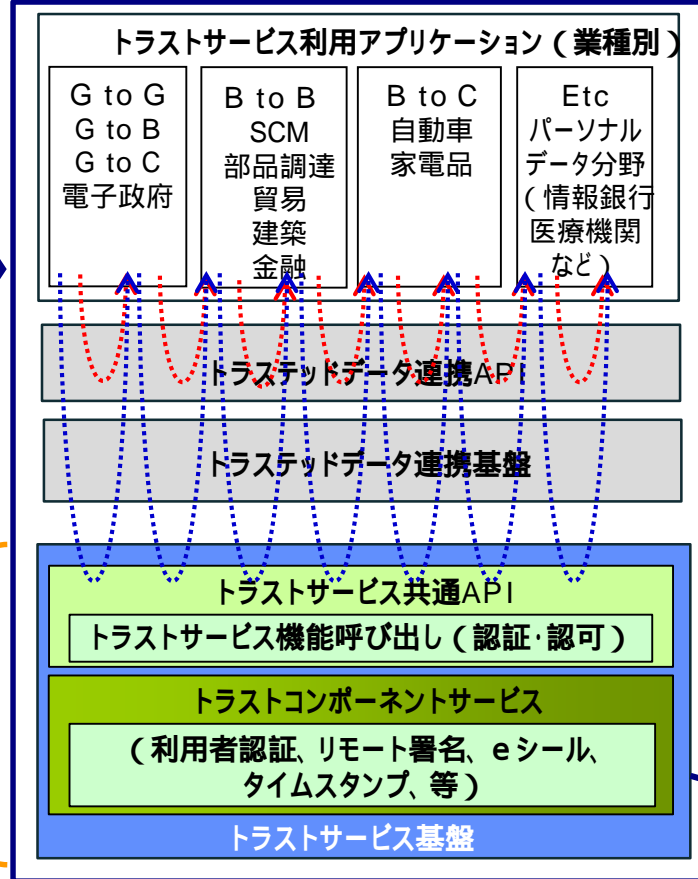 トラストサービス利用アプリケーション（業種別）
G to G
G to B
G to C
電子政府
B to B
SCM
部品調達
貿易
建築
金融
B to C
自動車
家電品
Etc
パーソナル
データ分野
（情報銀行
医療機関
など）
トラステッドデータ連携API
トラステッドデータ連携基盤
トラストサービス共通API
トラストサービス機能呼び出し（認証･認可）
トラストコンポーネントサービス
（利用者認証、リモート署名、eシール、
タイムスタンプ、等）
トラストサービス基盤